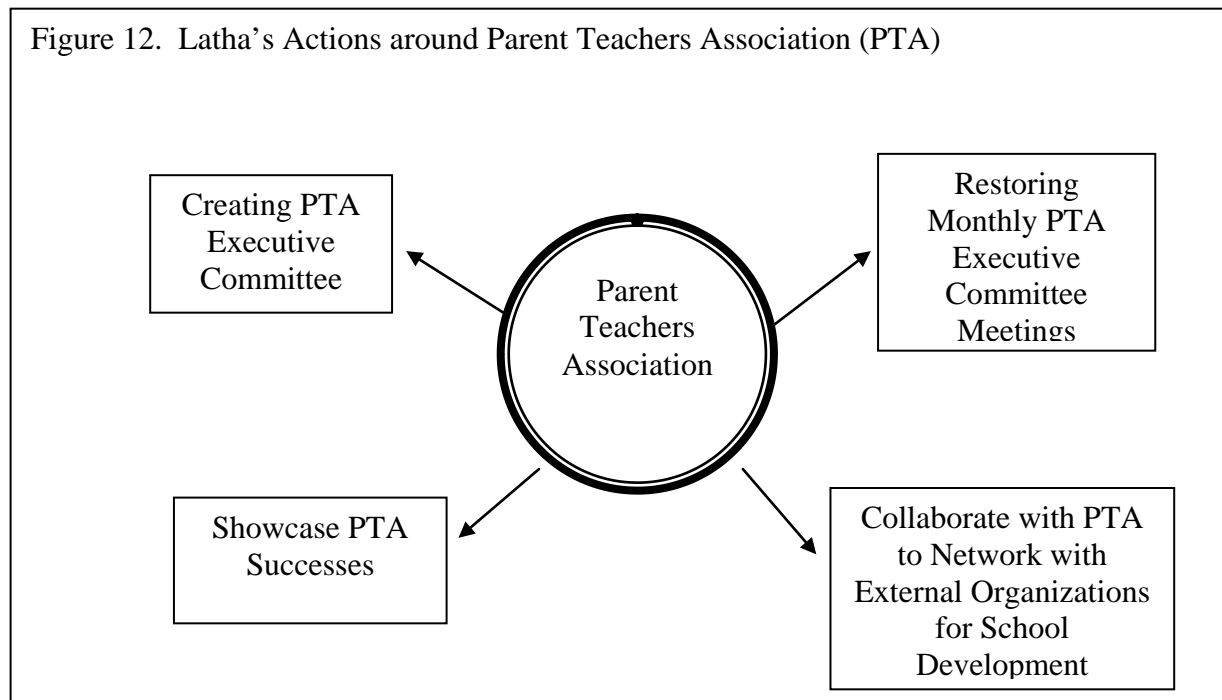 Figure 12.  Latha’s Actions around Parent Teachers Association (PTA)
Creating PTA
Executive
Committee
Restoring
Monthly PTA
Executive
Committee
Meetings
Parent
Teachers
Association
Showcase PTA
Successes
Collaborate with PTA
to Network with
External Organizations
for School
Development